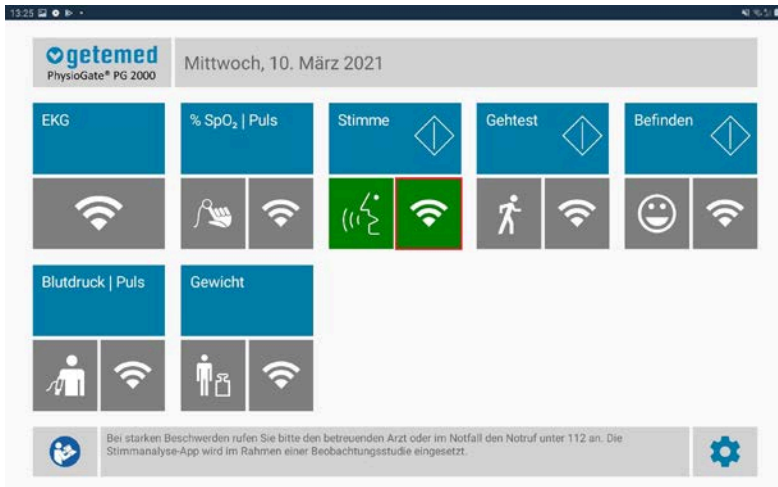 13:25
getemed
PhysioGate® PG 2000
Mittwoch, 10. März 2021
EKG
% SpO₂ | Puls
Stimme
Gehtest
Befinden
Blutdruck | Puls
Gewicht
Bei starken Beschwerden rufen Sie bitte den betreuenden Arzt oder im Notfall den Notruf unter 112 an. Die
Stimmanalyse-App wird im Rahmen einer Beobachtungsstudie eingesetzt.